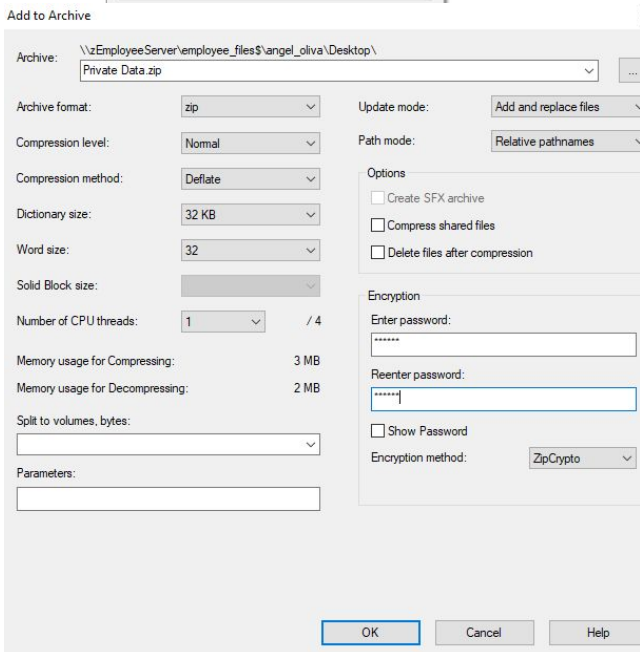 Add to Archive
Archive:
\\zEmployeeServer\employee_files$\angel_oliva\Desktop\
Private Data.zip
...
Archive format:
zip
Compression level:
Normal
Compression method:
Deflate
Dictionary size:
32 KB
Word size:
32
Solid Block size:
Number of CPU threads:
1
/ 4
Memory usage for Compressing:
3 MB
Memory usage for Decompressing:
2 MB
Split to volumes, bytes:
Parameters:
Update mode:
Add and replace files
Path mode:
Relative pathnames
Options
Create SFX archive
Compress shared files
Delete files after compression
Encryption
Enter password:
******
Reenter password:
******
Show Password
Encryption method:
ZipCrypto
OK
Cancel
Help